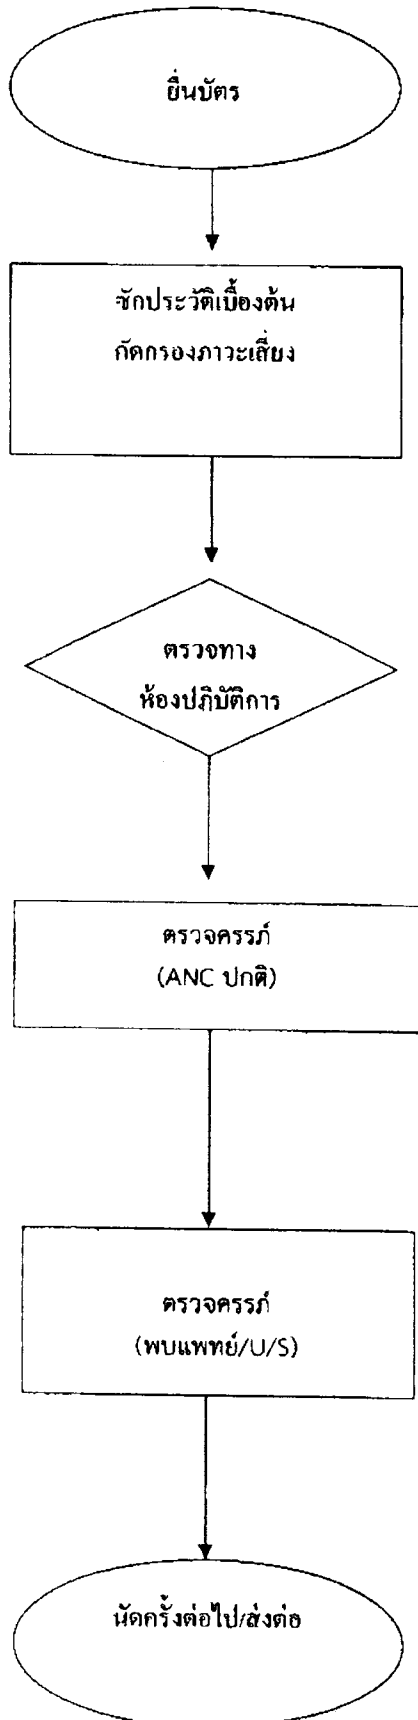 ยื่นบัตร
ซักประวัติเบื้องต้น
คัดกรองภาวะเสี่ยง
ตรวจทาง
ห้องปฏิบัติการ
ตรวจครรภ์
(ANC ปกติ)
ตรวจครรภ์
(พบแพทย์/U/S)
นัดครั้งต่อไป/ส่งต่อ